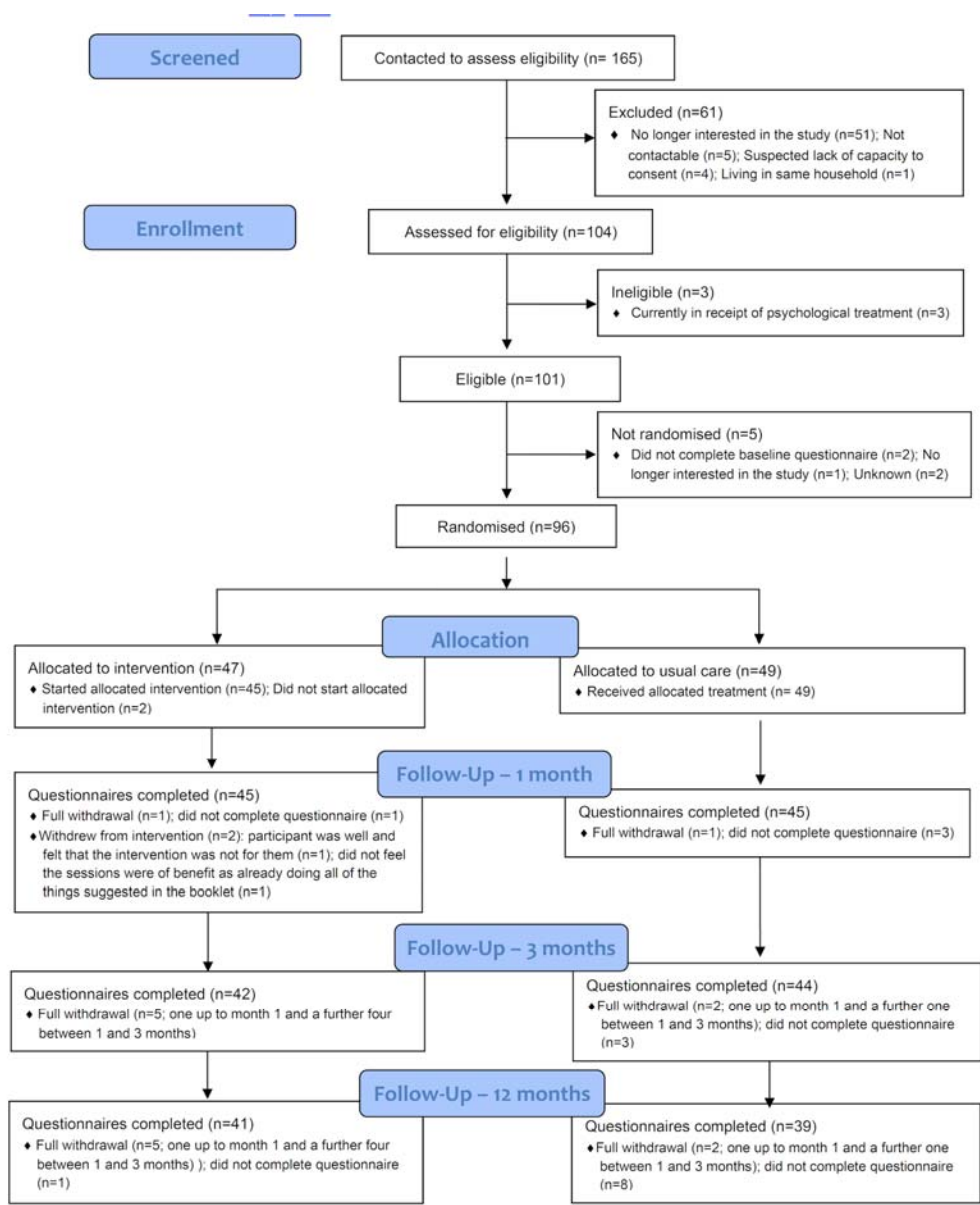 Screened
Contacted to assess eligibility (n= 165)
Excluded (n=61)
♦ No longer interested in the study (n=51); Not
contactable (n=5); Suspected lack of capacity to
consent (n=4); Living in same household (n=1)
Enrollment
Assessed for eligibility (n=104)
Ineligible (n=3)
♦ Currently in receipt of psychological treatment (n=3)
Eligible (n=101)
Not randomised (n=5)
♦ Did not complete baseline questionnaire (n=2); No
longer interested in the study (n=1); Unknown (n=2)
Randomised (n=96)
Allocation
Allocated to intervention (n=47)
♦ Started allocated intervention (n=45); Did not start allocated
intervention (n=2)
Allocated to usual care (n=49)
♦ Received allocated treatment (n= 49)
Follow-Up – 1 month
Questionnaires completed (n=45)
♦ Full withdrawal (n=1); did not complete questionnaire (n=1)
♦ Withdrew from intervention (n=2): participant was well and
felt that the intervention was not for them (n=1); did not feel
the sessions were of benefit as already doing all of the
things suggested in the booklet (n=1)
Questionnaires completed (n=45)
♦ Full withdrawal (n=1); did not complete questionnaire (n=3)
Follow-Up – 3 months
Questionnaires completed (n=42)
♦ Full withdrawal (n=5; one up to month 1 and a further four
between 1 and 3 months)
Questionnaires completed (n=44)
♦ Full withdrawal (n=2; one up to month 1 and a further one
between 1 and 3 months); did not complete questionnaire
(n=3)
Follow-Up – 12 months
Questionnaires completed (n=41)
♦ Full withdrawal (n=5; one up to month 1 and a further four
between 1 and 3 months) ); did not complete questionnaire
(n=1)
Questionnaires completed (n=39)
♦ Full withdrawal (n=2; one up to month 1 and a further one
between 1 and 3 months); did not complete questionnaire
(n=8)